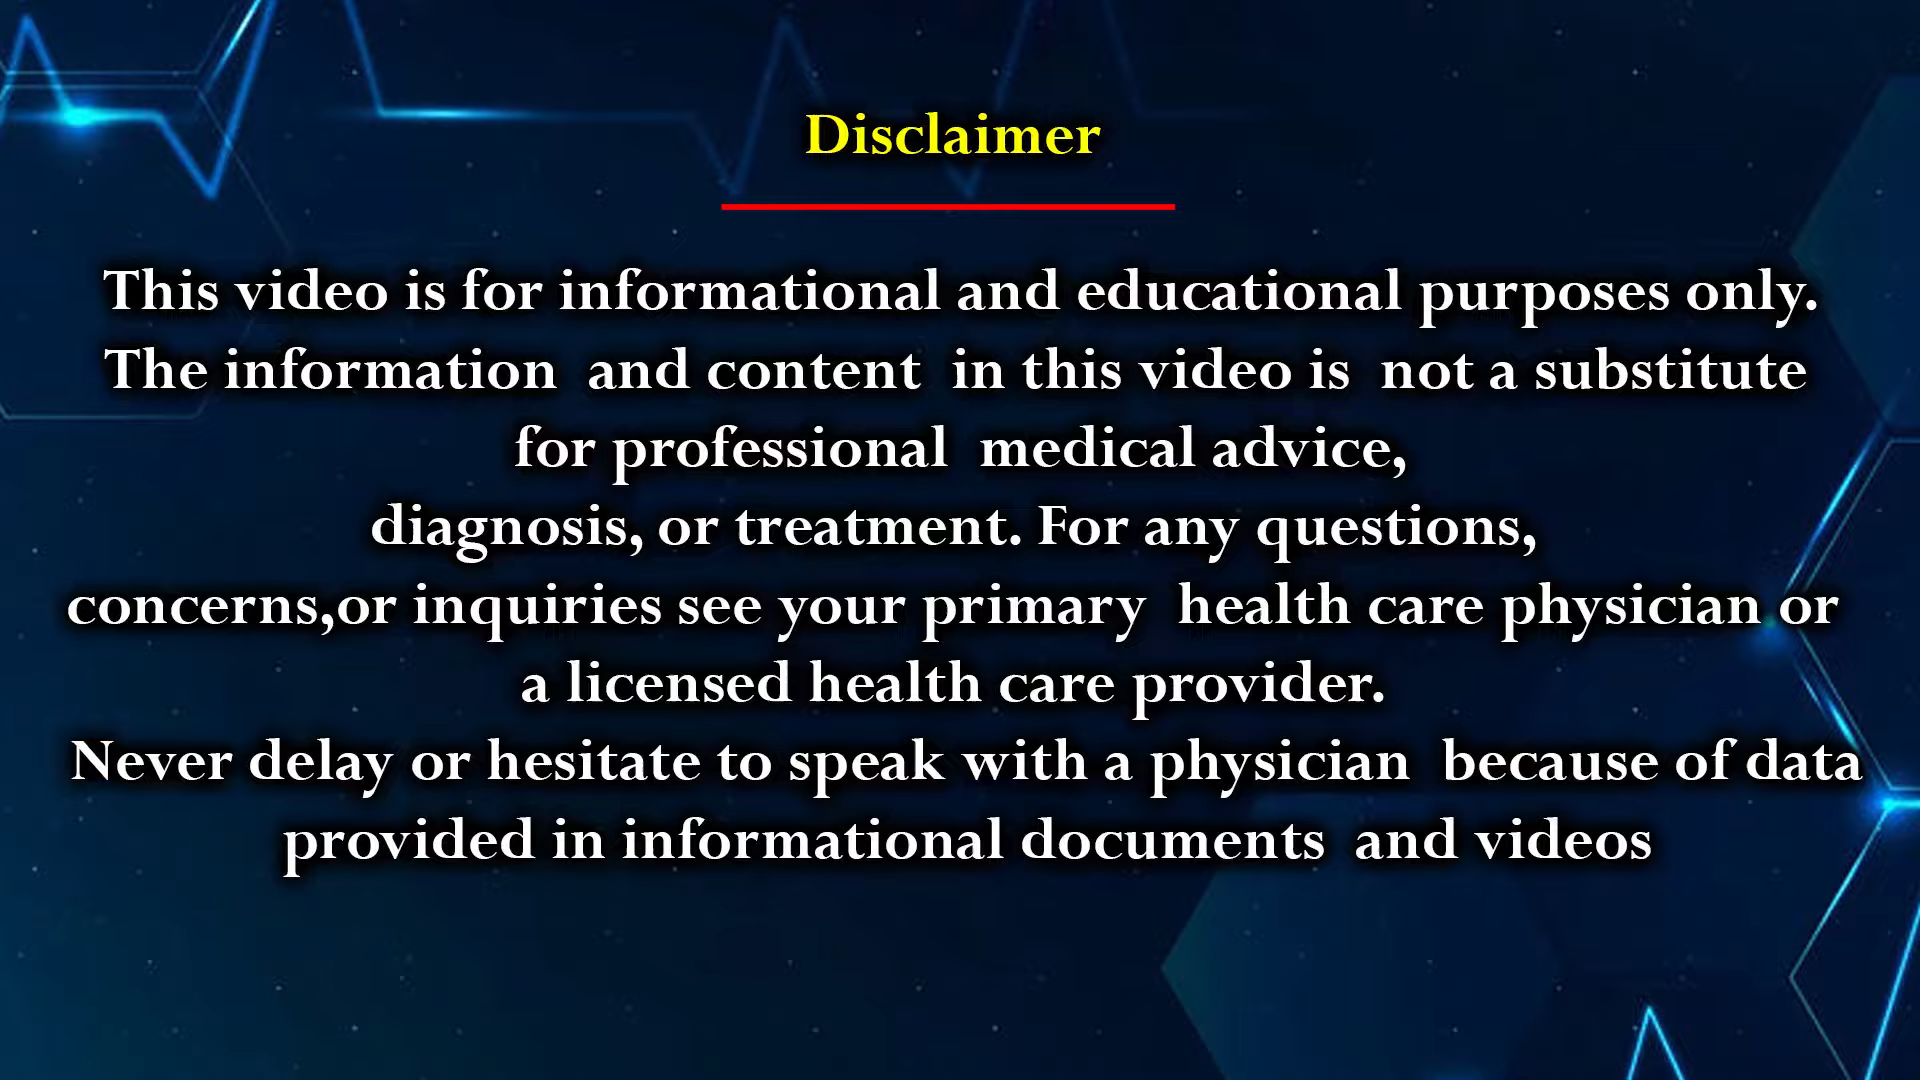 Disclaimer
This video is for informational and educational purposes only.
The information  and content  in this video is  not a substitute
for professional  medical advice,
diagnosis, or treatment. For any questions,
concerns,or inquiries see your primary  health care physician or
a licensed health care provider.
Never delay or hesitate to speak with a physician  because of data
provided in informational documents  and videos